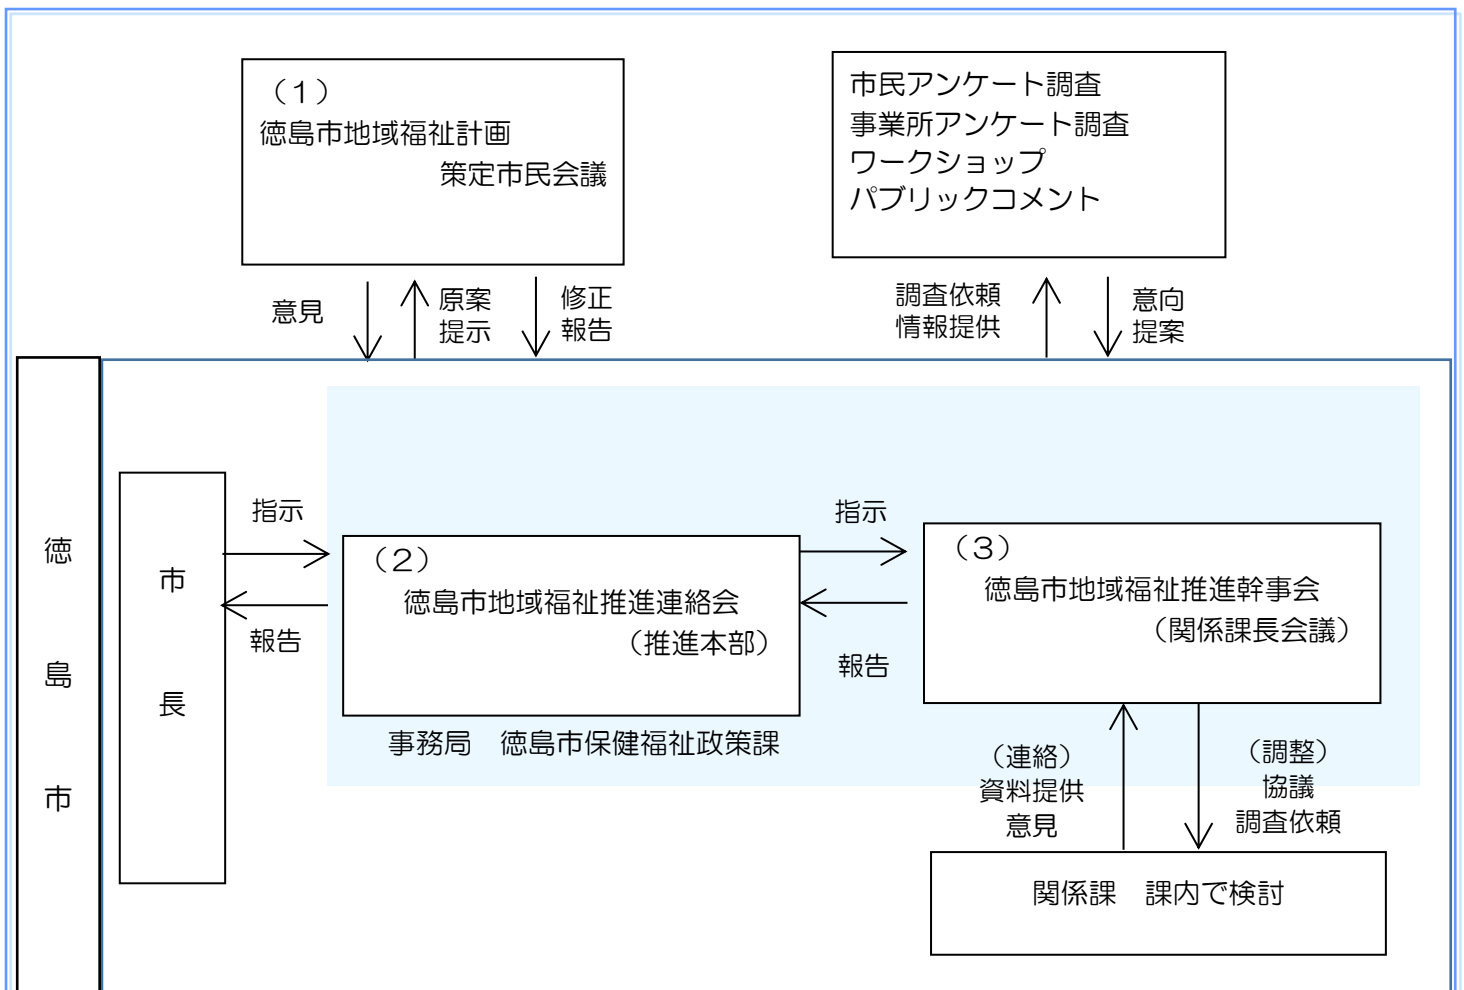 （１）
徳島市地域福祉計画
策定市民会議
市民アンケート調査
事業所アンケート調査
ワークショップ
パブリックコメント
意見
原案
提示
修正
報告
調査依頼
情報提供
意向
提案
徳島市
市長
指示
報告
（２）
徳島市地域福祉推進連絡会
（推進本部）
事務局　徳島市保健福祉政策課
指示
報告
（３）
徳島市地域福祉推進幹事会
（関係課長会議）
（連絡）
資料提供
意見
（調整）
協議
調査依頼
関係課　課内で検討